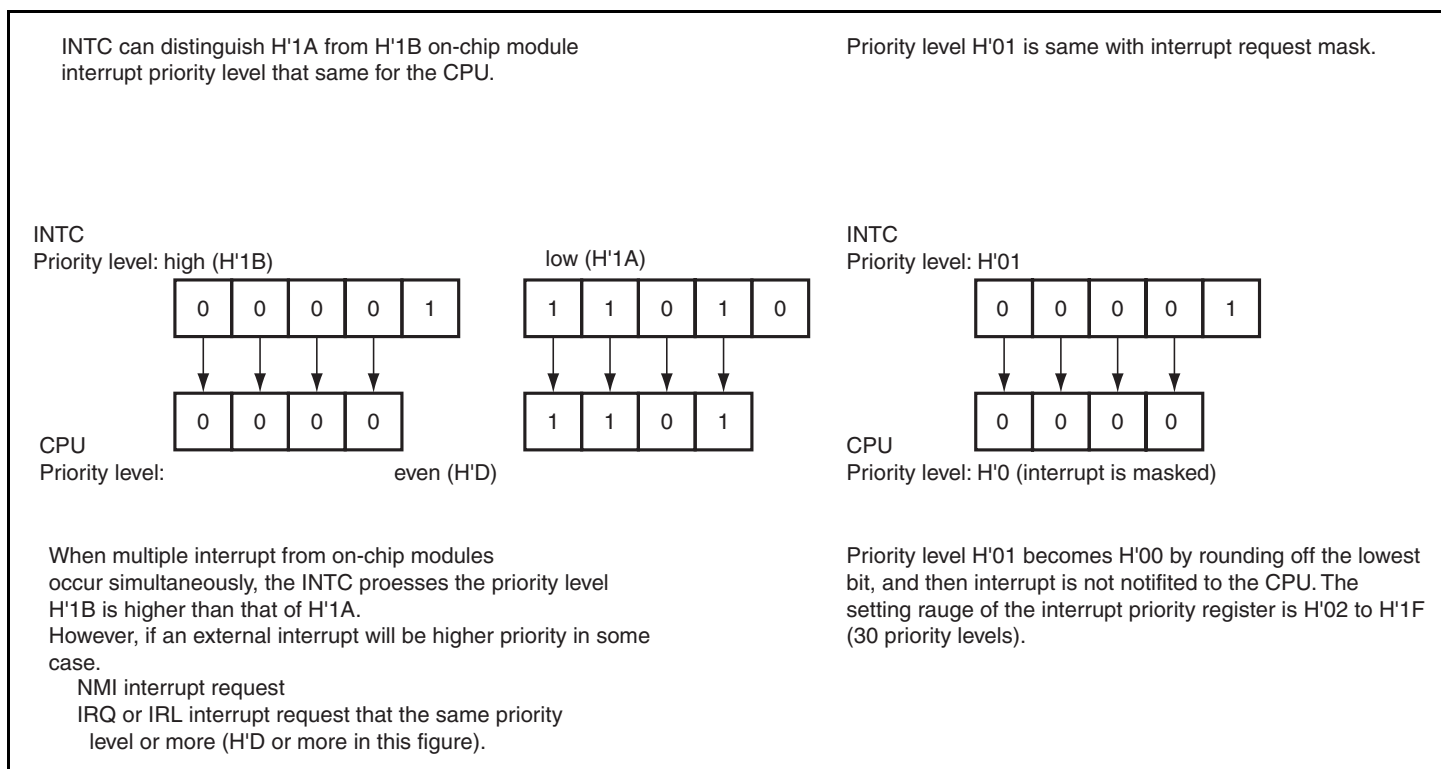 INTC can distinguish H'1A from H'1B on-chip module
interrupt priority level that same for the CPU.
INTC
Priority level: high (H'1B)
low (H'1A)
0 0 0 0 1
1 1 0 1 0
0 0 0 0
1 1 0 1
CPU
Priority level:
even (H'D)
When multiple interrupt from on-chip modules
occur simultaneously, the INTC proesses the priority level
H'1B is higher than that of H'1A.
However, if an external interrupt will be higher priority in some
case.
NMI interrupt request
IRQ or IRL interrupt request that the same priority
level or more (H'D or more in this figure).
Priority level H'01 is same with interrupt request mask.
INTC
Priority level: H'01
0 0 0 0 1
0 0 0 0
CPU
Priority level: H'0 (interrupt is masked)
Priority level H'01 becomes H'00 by rounding off the lowest
bit, and then interrupt is not notifited to the CPU. The
setting rauge of the interrupt priority register is H'02 to H'1F
(30 priority levels).